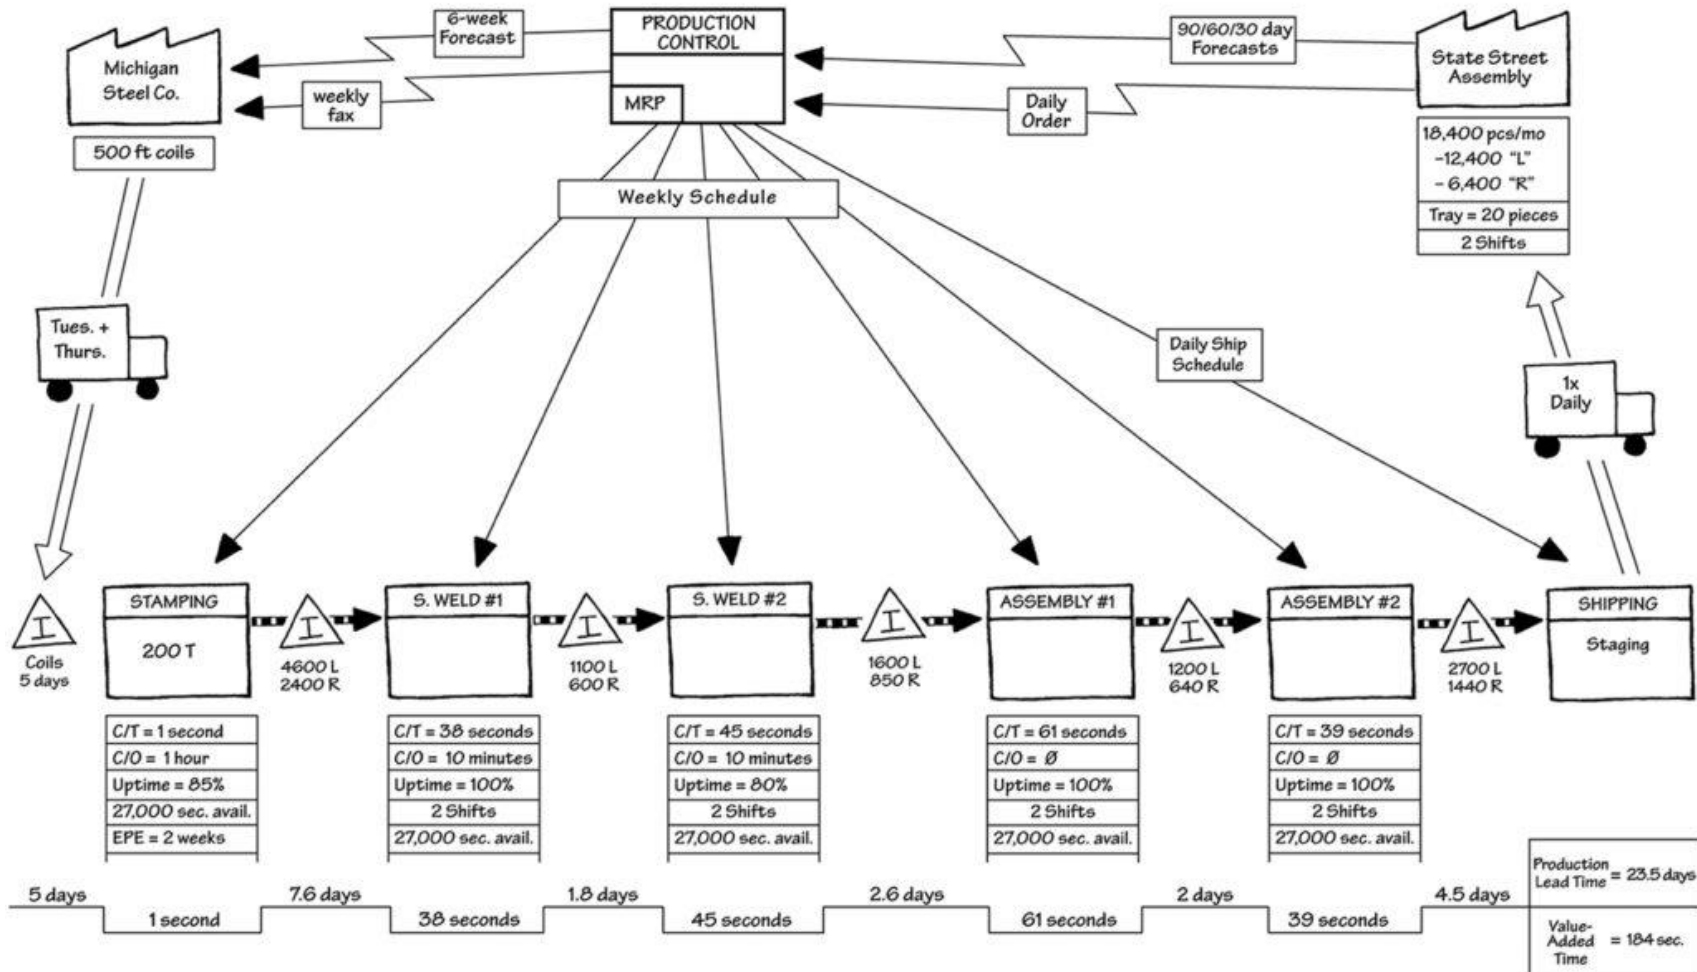 Michigan
Steel Co.
500 ft coils
6-week
Forecast
weekly
fax
PRODUCTION
CONTROL
MRP
90/60/30 day
Forecasts
Daily
Order
State Street
Assembly
18,400 pcs/mo
-12,400 "L"
- 6,400 "R"
Tray = 20 pieces
2 Shifts
Weekly Schedule
Tues. +
Thurs.
Daily Ship
Schedule
1x
Daily
I
Coils
5 days
STAMPING
200 T
I
4600 L
2400 R
S. WELD #1
I
1100 L
600 R
S. WELD #2
I
1600 L
850 R
ASSEMBLY #1
I
1200 L
640 R
ASSEMBLY #2
I
2700 L
1440 R
SHIPPING
Staging
C/T = 1 second
C/O = 1 hour
Uptime = 85%
27,000 sec. avail.
EPE = 2 weeks
C/T = 38 seconds
C/O = 10 minutes
Uptime = 100%
2 Shifts
27,000 sec. avail.
C/T = 45 seconds
C/O = 10 minutes
Uptime = 80%
2 Shifts
27,000 sec. avail.
C/T = 61 seconds
C/O = Ø
Uptime = 100%
2 Shifts
27,000 sec. avail.
C/T = 39 seconds
C/O = Ø
Uptime = 100%
2 Shifts
27,000 sec. avail.
5 days
1 second
7.6 days
38 seconds
1.8 days
45 seconds
2.6 days
61 seconds
2 days
39 seconds
4.5 days
Production
Lead Time = 23.5 days
Value-
Added = 184 sec.
Time